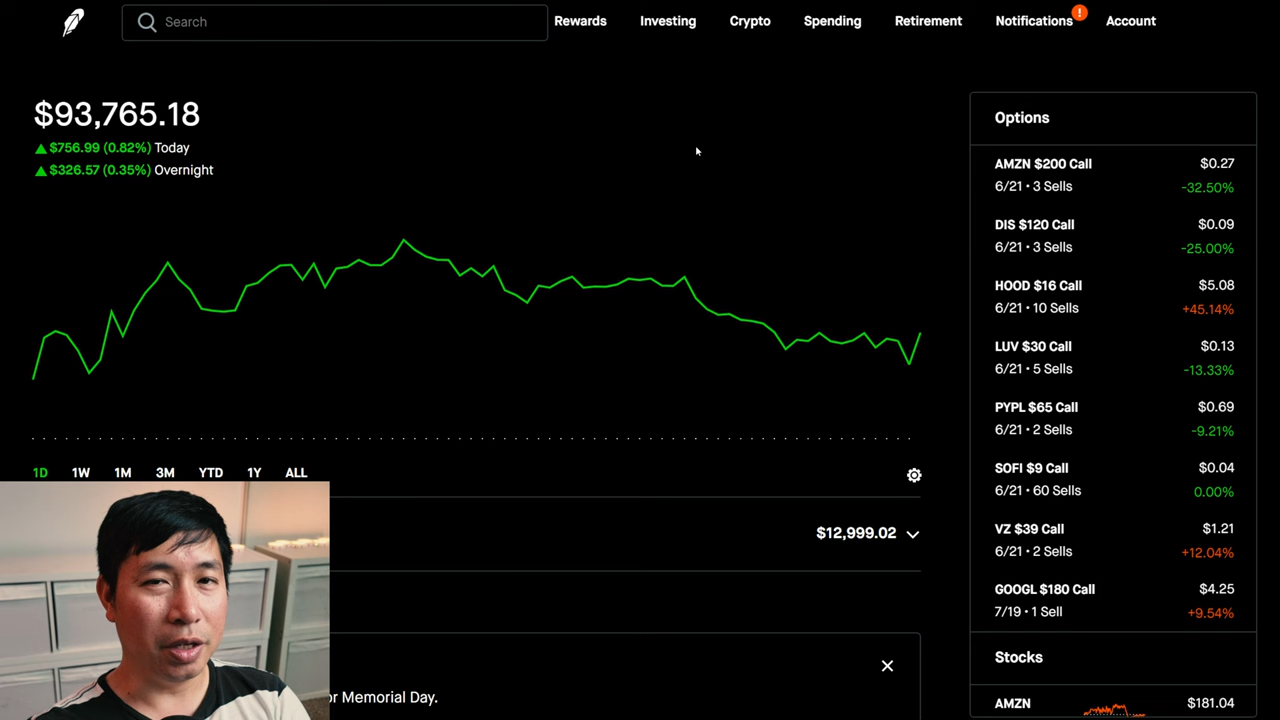 Search
Rewards
Investing
Crypto
Spending
Retirement
Notifications
!
Account
$93,765.18
$756.99 (0.82%) Today
$326.57 (0.35%) Overnight
1D 1W 1M 3M YTD 1Y ALL
$12,999.02
or Memorial Day.
Options
AMZN $200 Call $0.27
6/21 • 3 Sells -32.50%
DIS $120 Call $0.09
6/21 • 3 Sells -25.00%
HOOD $16 Call $5.08
6/21 • 10 Sells +45.14%
LUV $30 Call $0.13
6/21 • 5 Sells -13.33%
PYPL $65 Call $0.69
6/21 • 2 Sells -9.21%
SOFI $9 Call $0.04
6/21 • 60 Sells 0.00%
VZ $39 Call $1.21
6/21 • 2 Sells +12.04%
GOOGL $180 Call $4.25
7/19 • 1 Sell +9.54%
Stocks
AMZN $181.04